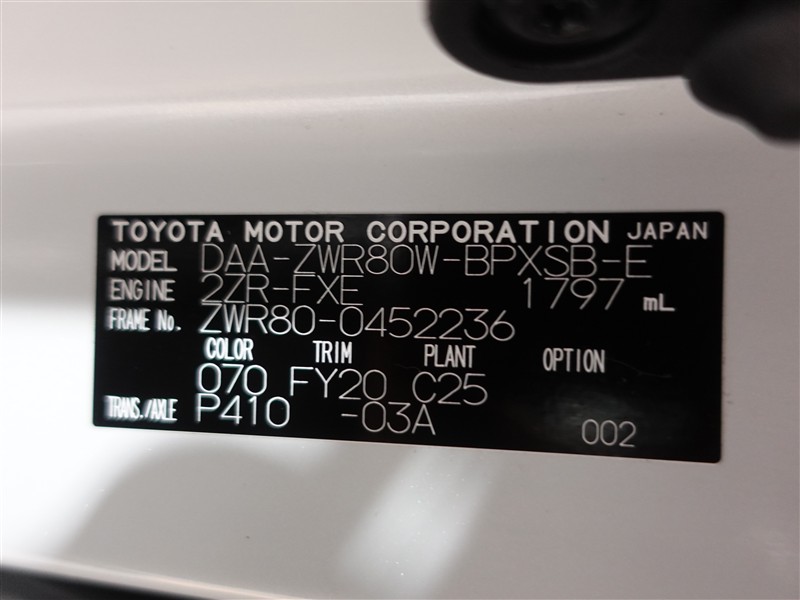 TOYOTA MOTOR CORPORATION JAPAN
MODEL DAA-ZWR80W-BPXSB-E
ENGINE 2ZR-FXE 1797 mL
FRAME No. ZWR80-0452236
COLOR TRIM PLANT OPTION
070 FY20 C25
TRANS./AXLE P410 -03A 002